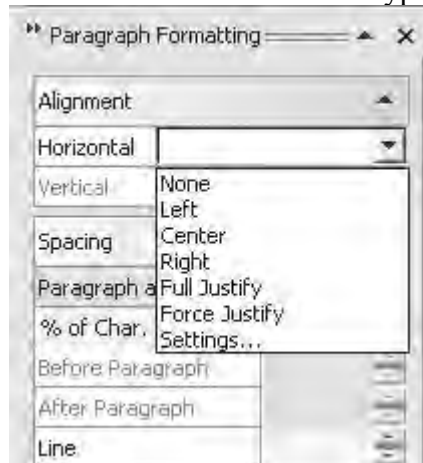 Paragraph Formatting
Alignment
Horizontal
Vertical
None
Left
Center
Right
Full Justify
Force Justify
Settings...
Spacing
Paragraph a
% of Char.
Before Paragraph
After Paragraph
Line